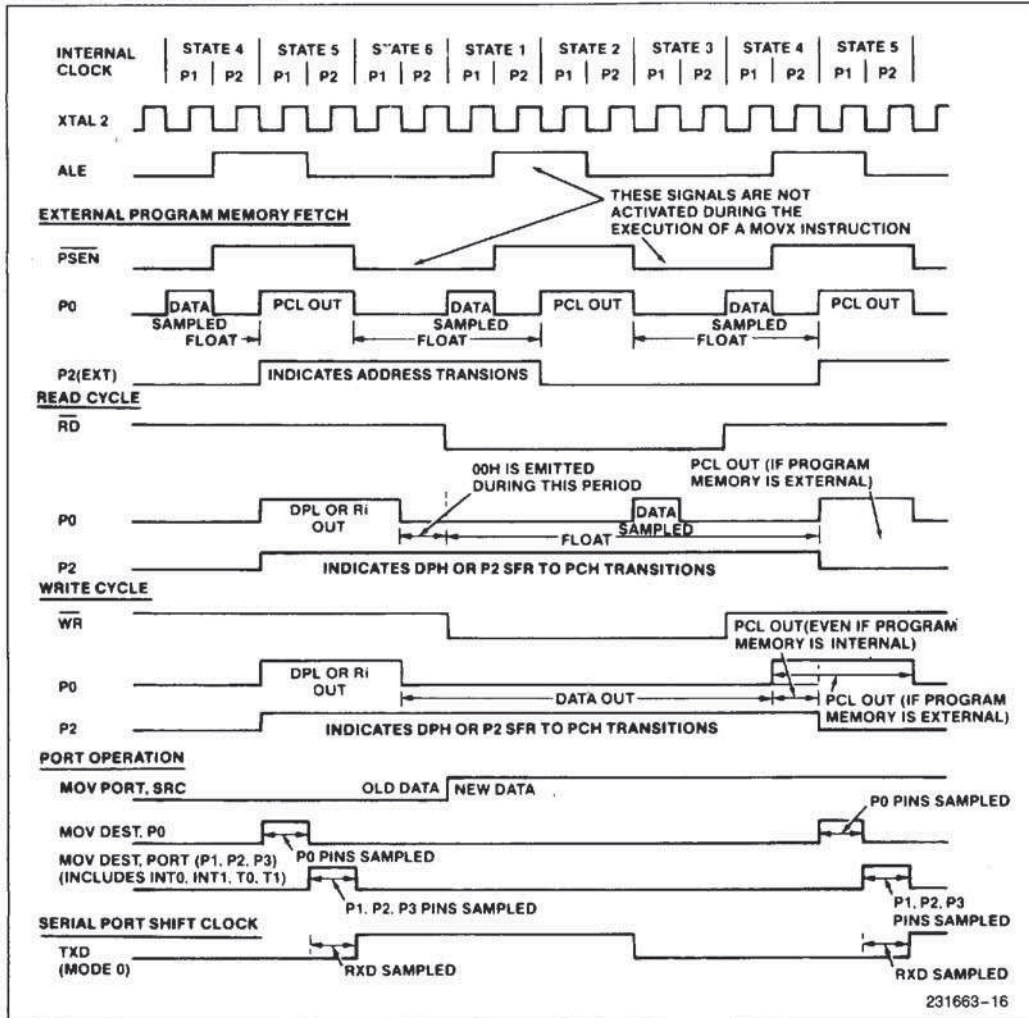 INTERNAL CLOCK
STATE 4 STATE 5 STATE 6 STATE 1 STATE 2 STATE 3 STATE 4 STATE 5
P1 P2 P1 P2 P1 P2 P1 P2 P1 P2 P1 P2 P1 P2 P1 P2
XTAL 2
ALE
THESE SIGNALS ARE NOT
ACTIVATED DURING THE
EXECUTION OF A MOVX INSTRUCTION
EXTERNAL PROGRAM MEMORY FETCH
PSEN
P0
DATA PCL OUT DATA PCL OUT DATA PCL OUT
SAMPLED SAMPLED SAMPLED
FLOAT FLOAT FLOAT
P2(EXT)
INDICATES ADDRESS TRANSIONS
READ CYCLE
RD
00H IS EMITTED
DURING THIS PERIOD
PCL OUT (IF PROGRAM
MEMORY IS EXTERNAL)
P0
DPL OR Ri
OUT
DATA
SAMPLED
FLOAT
P2
INDICATES DPH OR P2 SFR TO PCH TRANSITIONS
WRITE CYCLE
WR
PCL OUT(EVEN IF PROGRAM
MEMORY IS INTERNAL)
P0
DPL OR Ri
OUT
DATA OUT
PCL OUT (IF PROGRAM
MEMORY IS EXTERNAL)
P2
INDICATES DPH OR P2 SFR TO PCH TRANSITIONS
PORT OPERATION
MOV PORT, SRC
OLD DATA NEW DATA
P0 PINS SAMPLED
MOV DEST, P0
P0 PINS SAMPLED
MOV DEST, PORT (P1, P2, P3)
(INCLUDES INT0, INT1, T0, T1)
P1, P2, P3 PINS SAMPLED
P1, P2, P3
PINS SAMPLED
SERIAL PORT SHIFT CLOCK
TXD
(MODE 0)
RXD SAMPLED
RXD SAMPLED
231663-16